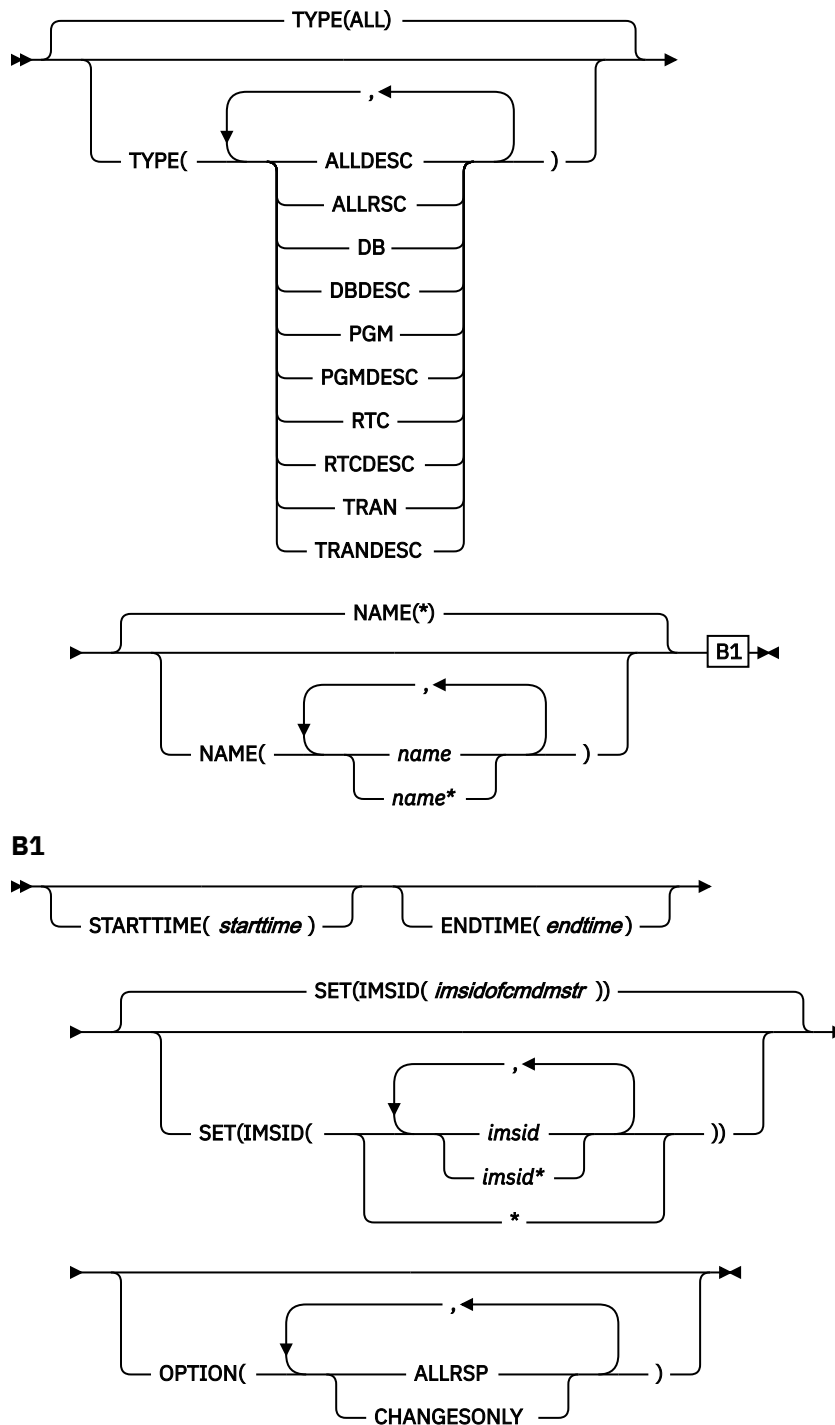 TYPE(ALL)
,
TYPE( ALLDESC )
ALLRSC
DB
DBDESC
PGM
PGMDESC
RTC
RTCDESC
TRAN
TRANDESC
NAME(*)
B1
,
NAME( name )
name*
B1
STARTTIME( starttime ) ENDTIME( endtime )
SET(IMSID( imsidofcmdmstr ))
,
SET(IMSID( imsid ))
imsid*
*
,
OPTION( ALLRSP )
CHANGESONLY